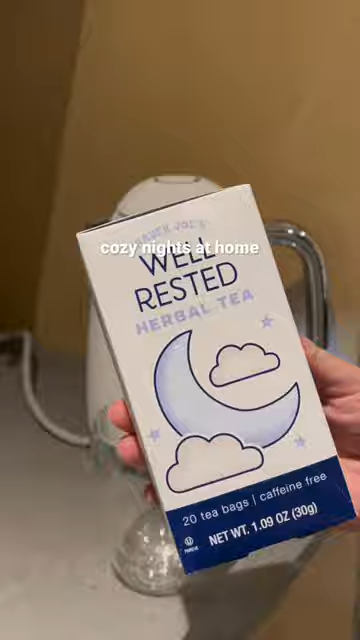 TRADER JOE'S
cozy nights at home
WELL
RESTED
HERBAL TEA
20 tea bags | caffeine free
NET WT. 1.09 OZ (30g)
U
PAREVE